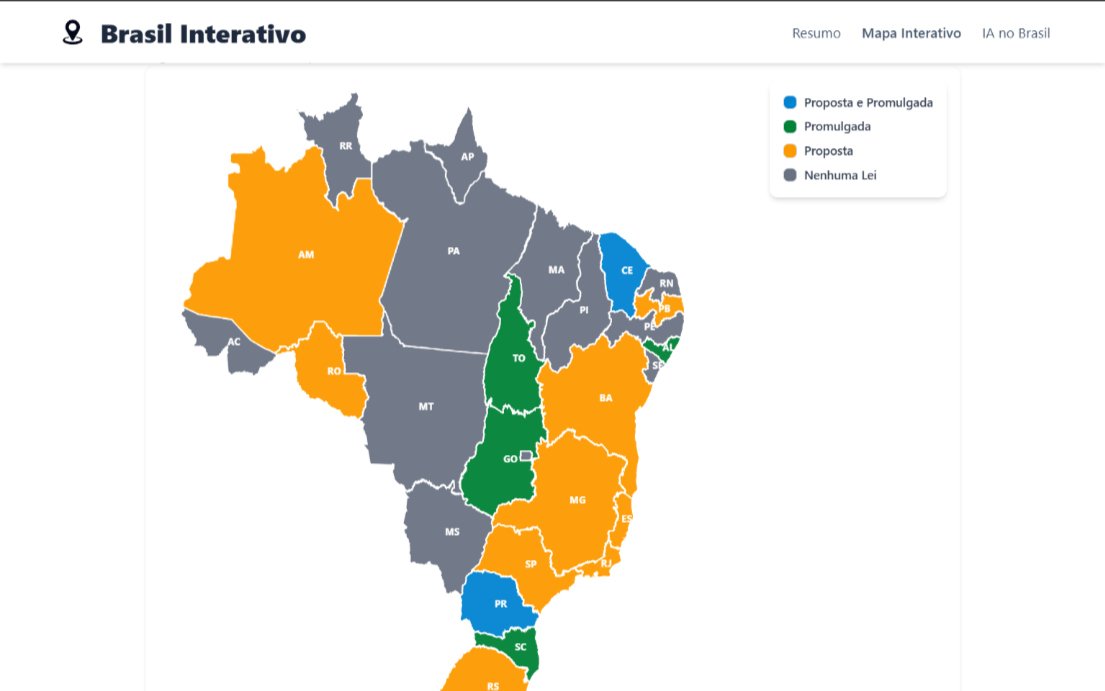 Brasil Interativo
Resumo Mapa Interativo IA no Brasil
Proposta e Promulgada
Promulgada
Proposta
Nenhuma Lei
RR
AP
AM
PA
MA
CE
RN
PI
PB
PE
AC
AL
TO
SE
RO
BA
MT
GO
MG
ES
MS
SP
RJ
PR
SC
RS